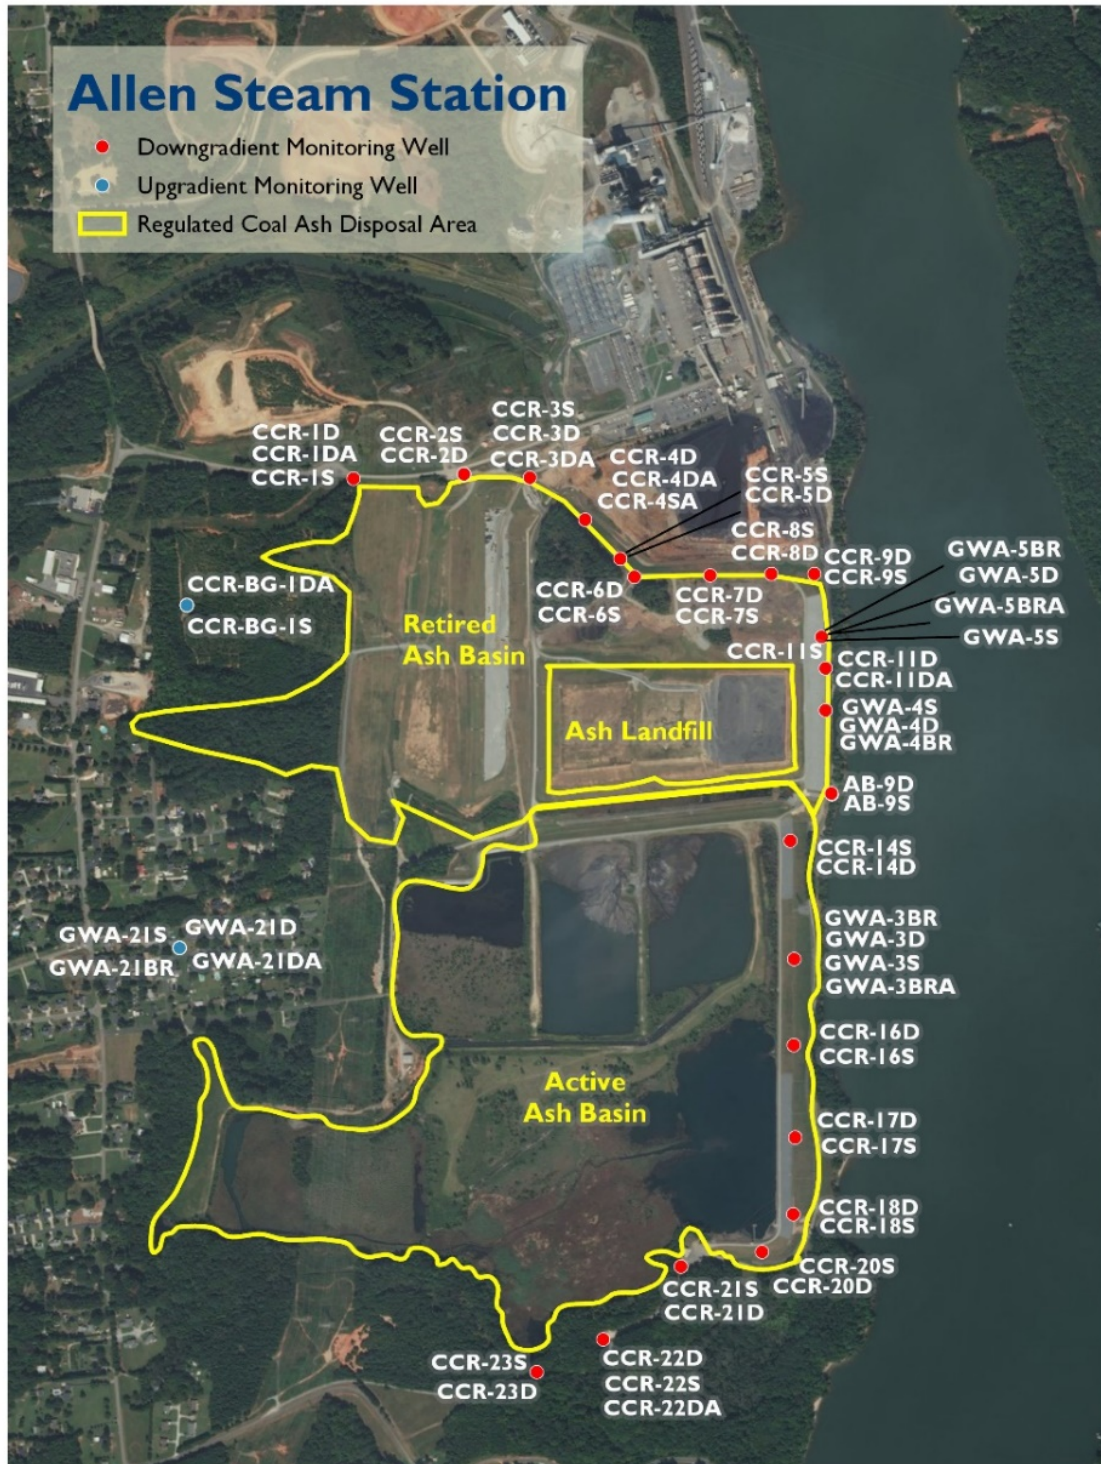 Allen Steam Station
Downgradient Monitoring Well
Upgradient Monitoring Well
Regulated Coal Ash Disposal Area
CCR-1D
CCR-1DA
CCR-1S
CCR-2S
CCR-2D
CCR-3S
CCR-3D
CCR-3DA
CCR-4D
CCR-4DA
CCR-4SA
CCR-5S
CCR-5D
CCR-8S
CCR-8D
CCR-9D
CCR-9S
GWA-5BR
GWA-5D
GWA-5BRA
GWA-5S
CCR-6D
CCR-6S
CCR-7D
CCR-7S
CCR-BG-1DA
CCR-BG-1S
Retired
Ash Basin
CCR-11S
CCR-11D
CCR-11DA
GWA-4S
GWA-4D
GWA-4BR
Ash Landfill
AB-9D
AB-9S
CCR-14S
CCR-14D
GWA-3BR
GWA-3D
GWA-3S
GWA-3BRA
GWA-21S
GWA-21D
GWA-21BR
GWA-21DA
CCR-16D
CCR-16S
Active
Ash Basin
CCR-17D
CCR-17S
CCR-18D
CCR-18S
CCR-20S
CCR-20D
CCR-21S
CCR-21D
CCR-22D
CCR-22S
CCR-22DA
CCR-23S
CCR-23D